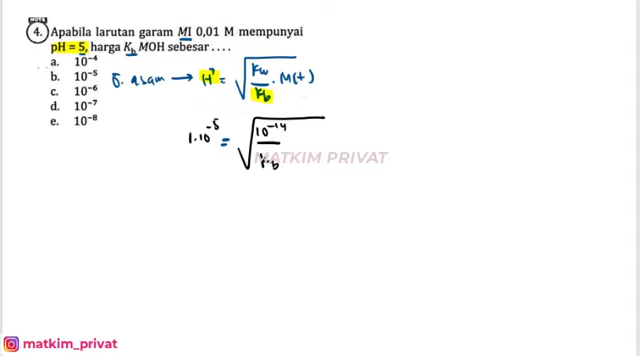 HOTS
4. Apabila larutan garam MI 0,01 M mempunyai
pH = 5, harga Kb MOH sebesar ....
a. 10⁻⁴
b. 10⁻⁵
c. 10⁻⁶
d. 10⁻⁷
e. 10⁻⁸
G. asam → H⁺ = √(Kw/Kb . M(+))
1.10⁻⁵ = √(10⁻¹⁴/Kb)
MATKIM PRIVAT
matkim_privat